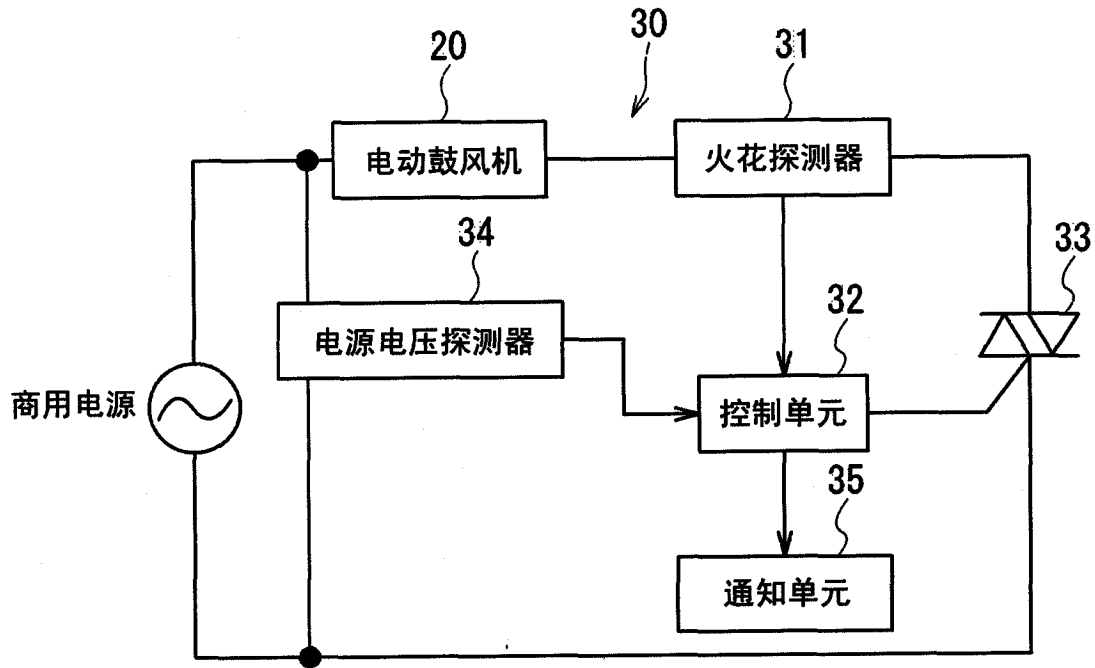 30
20
31
电动鼓风机
火花探测器
34
33
电源电压探测器
32
商用电源
控制单元
35
通知单元